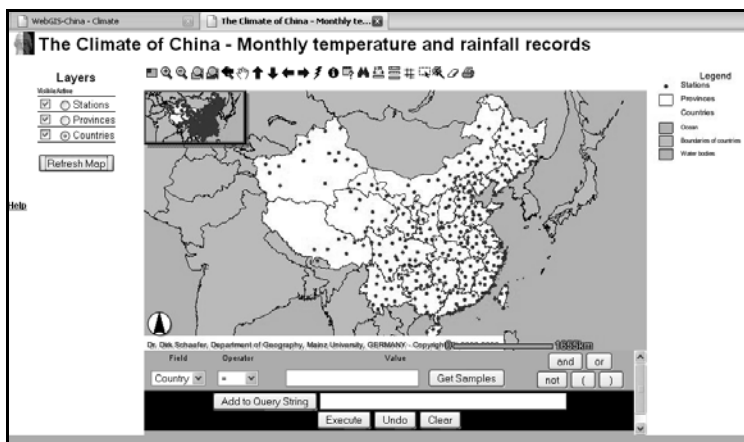 WebGIS-China - Climate
The Climate of China - Monthly te...
The Climate of China - Monthly temperature and rainfall records
Layers
Visible Active
Stations
Provinces
Countries
Refresh Map
Help
Legend
Stations
Provinces
Countries
Ocean
Boundaries of countries
Water bodies
Dr. Dirk Schaefer, Department of Geography, Mainz University, GERMANY - Copyright
0 1655km
Field Operator Value
Country = Get Samples
and or
not ( )
Add to Query String
Execute Undo Clear